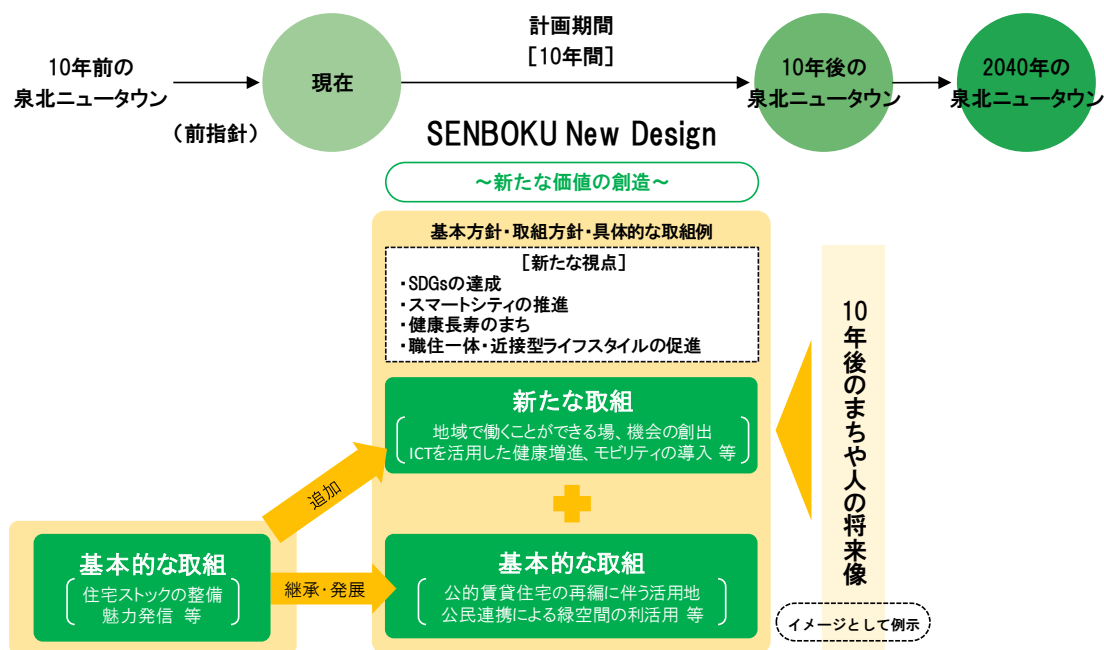 10年前の
泉北ニュータウン
（前指針）
現在
計画期間
［10年間］
10年後の
泉北ニュータウン
2040年の
泉北ニュータウン
SENBOKU New Design
～新たな価値の創造～
基本方針・取組方針・具体的な取組例
［新たな視点］
・SDGsの達成
・スマートシティの推進
・健康長寿のまち
・職住一体・近接型ライフスタイルの促進
新たな取組
地域で働くことができる場、機会の創出
ICTを活用した健康増進、モビリティの導入 等
追加
基本的な取組
住宅ストックの整備
魅力発信 等
継承・発展
基本的な取組
公的賃貸住宅の再編に伴う活用地
公民連携による緑空間の利活用 等
10年後のまちや人の将来像
イメージとして例示